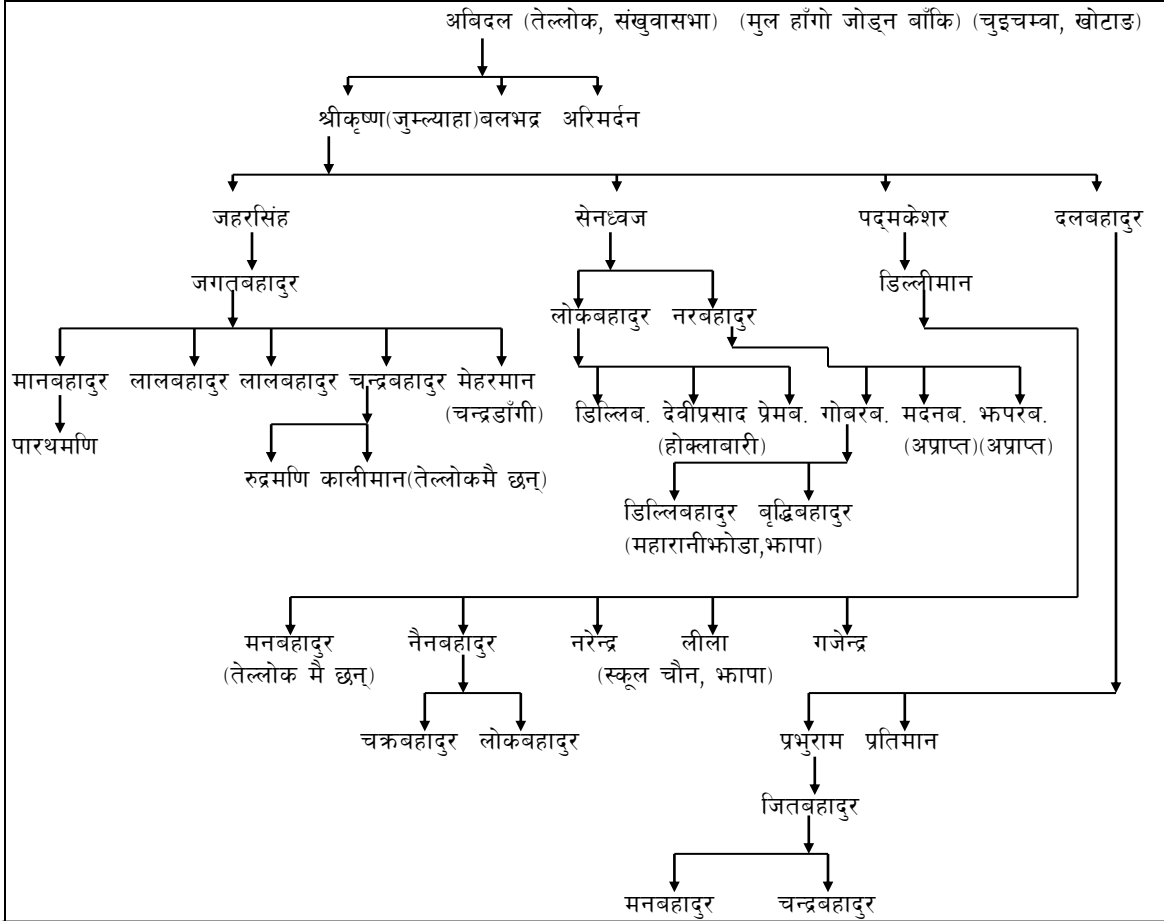 अबिदल (तेल्लोक, संखुवासभा) (मुल हाँगो जोड्न बाँकि) (चुइचम्वा, खोटाङ)
श्रीकृष्ण(जुम्ल्याहा)बलभद्र अरिमर्दन
जहरसिंह सेनध्वज पद्मकेशर दलबहादुर
जगतबहादुर डिल्लीमान
लोकबहादुर नरबहादुर
मानबहादुर लालबहादुर लालबहादुर चन्द्रबहादुर मेहरमान
(चन्द्रडाँगी)
डिल्लिब. देवीप्रसाद प्रेमब. गोबरब. मदनब. झपरब.
(होक्लाबारी) (अप्राप्त)(अप्राप्त)
पारथमणि
रुद्रमणि कालीमान(तेल्लोकमै छन्)
डिल्लिबहादुर बृद्धिबहादुर
(महारानीझोडा,झापा)
मनबहादुर नैनबहादुर नरेन्द्र लीला गजेन्द्र
(तेल्लोक मै छन्) (स्कूल चौन, झापा)
चक्रबहादुर लोकबहादुर प्रभुराम प्रतिमान
जितबहादुर
मनबहादुर चन्द्रबहादुर